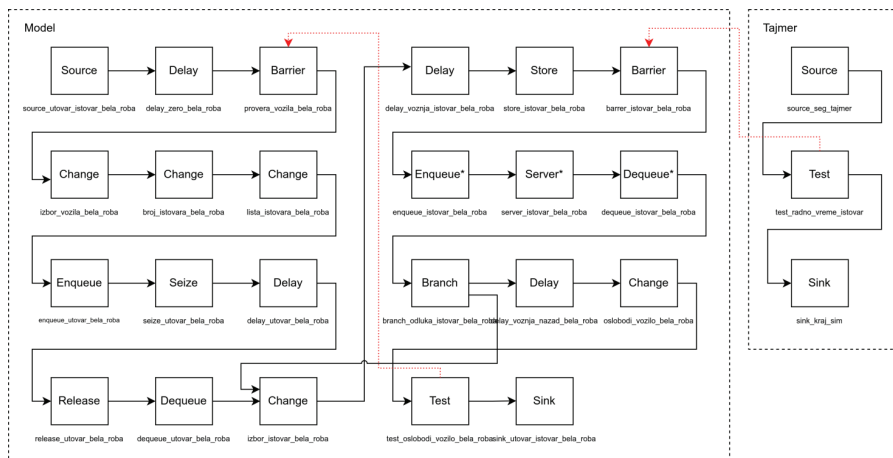 Model
Source Delay Barrier
source_utovar_istovar_bela_roba delay_zero_bela_roba provera_vozila_bela_roba
Change Change Change
izbor_vozila_bela_roba broj_istovara_bela_roba lista_istovara_bela_roba
Enqueue Seize Delay
enqueue_utovar_bela_roba seize_utovar_bela_roba delay_utovar_bela_roba
Release Dequeue Change
release_utovar_bela_roba dequeue_utovar_bela_roba izbor_istovar_bela_roba
Delay Store Barrier
delay_voznja_istovar_bela_roba store_istovar_bela_roba barrer_istovar_bela_roba
Enqueue* Server* Dequeue*
enqueue_istovar_bela_roba server_istovar_bela_roba dequeue_istovar_bela_roba
Branch Delay Change
branch_odluka_istovar_bela_roba delay_voznja_nazad_bela_roba oslobodi_vozilo_bela_roba
Test Sink
test_oslobodi_vozilo_bela_roba sink_utovar_istovar_bela_roba
Tajmer
Source
source_seg_tajmer
Test
test_radno_vreme_istovar
Sink
sink_kraj_sim